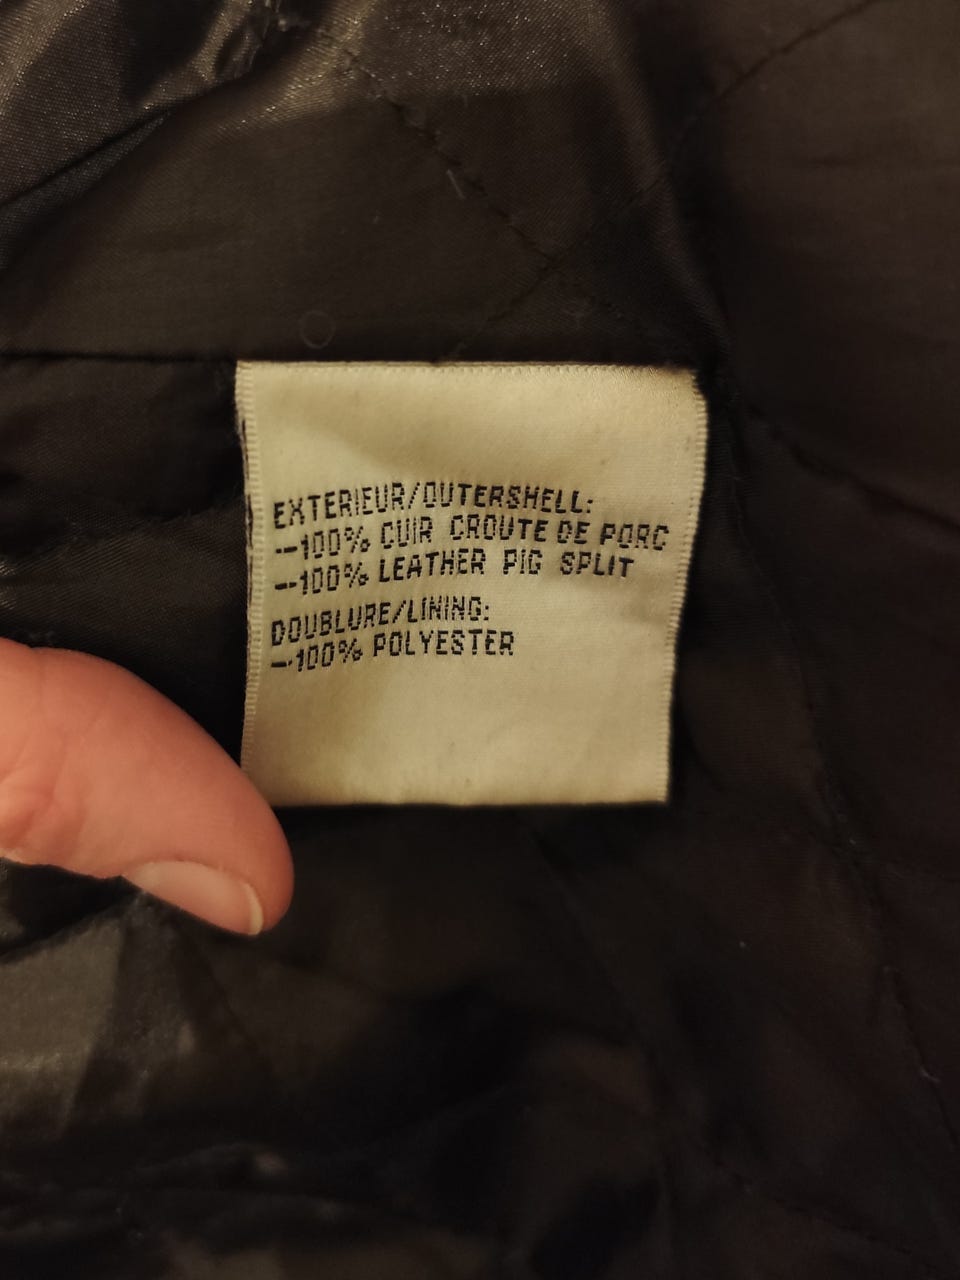 EXTERIEUR/OUTERSHELL:
--100% CUIR CROUTE DE PORC
--100% LEATHER PIG SPLIT
DOUBLURE/LINING:
--100% POLYESTER